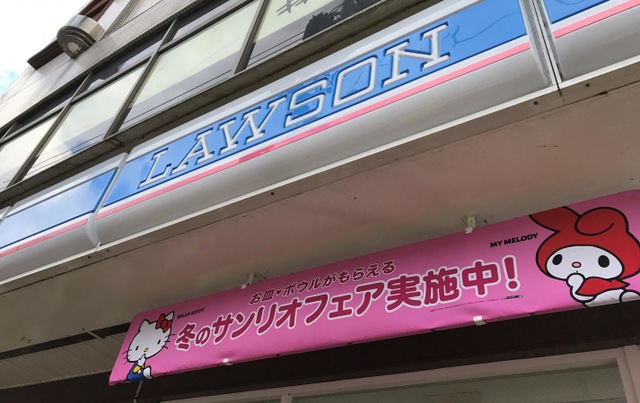 LAWSON
MY MELODY
お皿・ボウルがもらえる
HELLO KITTY
冬のサンリオフェア実施中!